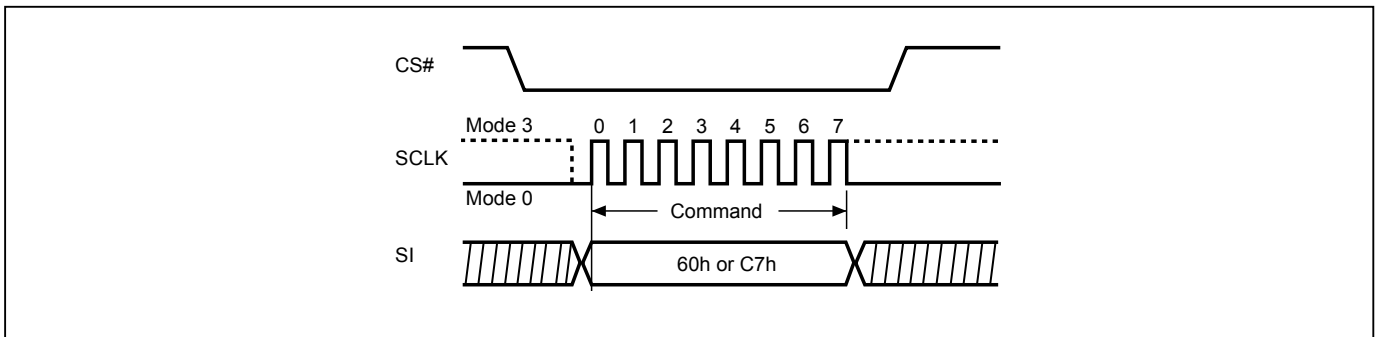 CS#
Mode 3 0 1 2 3 4 5 6 7
SCLK
Mode 0
Command
SI
60h or C7h